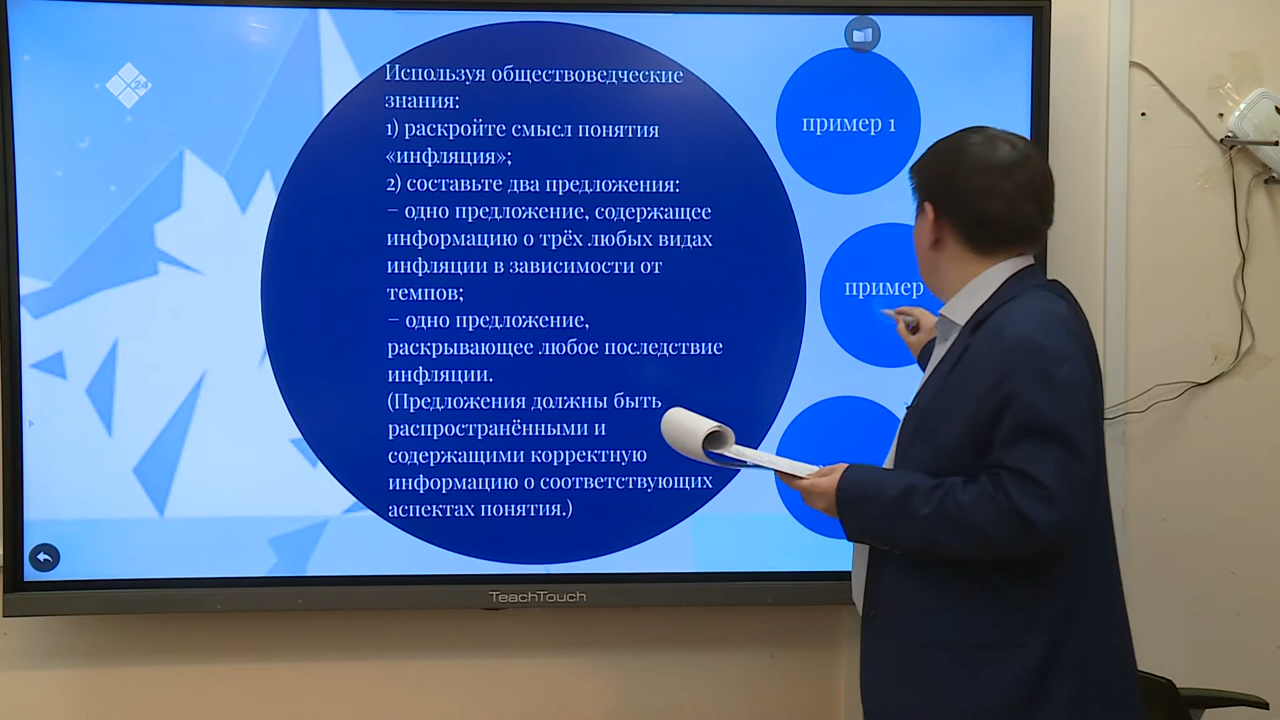 Используя обществоведческие
знания:
1) раскройте смысл понятия
«инфляция»;
2) составьте два предложения:
– одно предложение, содержащее
информацию о трёх любых видах
инфляции в зависимости от
темпов;
– одно предложение,
раскрывающее любое последствие
инфляции.
(Предложения должны быть
распространёнными и
содержащими корректную
информацию о соответствующих
аспектах понятия.)
пример 1
пример
x24
TeachTouch